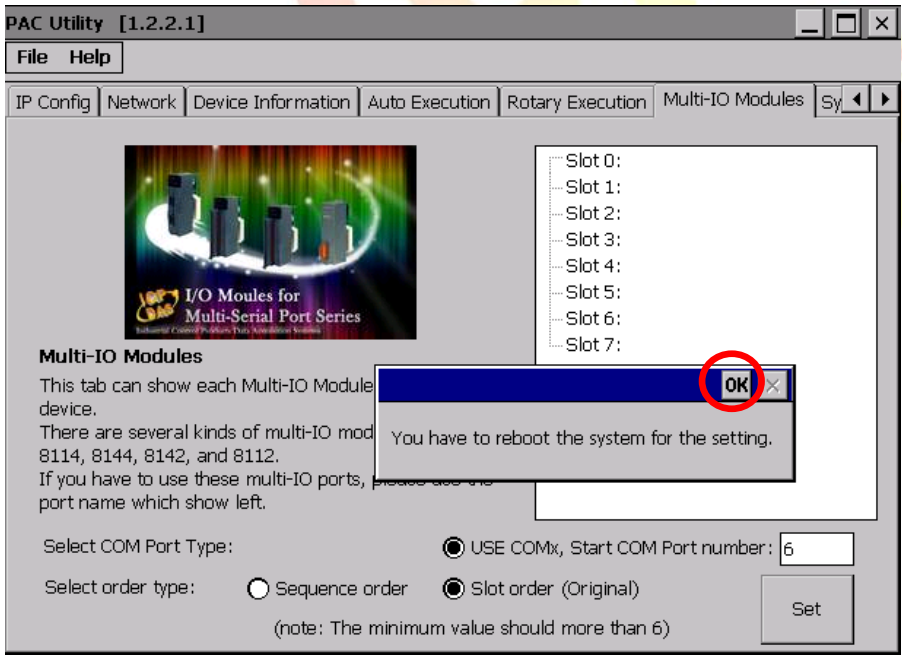 PAC Utility [1.2.2.1]
File Help
IP Config Network Device Information Auto Execution Rotary Execution Multi-IO Modules Sy
Slot 0:
Slot 1:
Slot 2:
Slot 3:
Slot 4:
Slot 5:
Slot 6:
Slot 7:
I/O Moules for
Multi-Serial Port Series
Multi-IO Modules
This tab can show each Multi-IO Module
device.
There are several kinds of multi-IO mod
8114, 8144, 8142, and 8112.
If you have to use these multi-IO ports,
port name which show left.
OK
You have to reboot the system for the setting.
Select COM Port Type: USE COMx, Start COM Port number: 6
Select order type: Sequence order Slot order (Original)
Set
(note: The minimum value should more than 6)